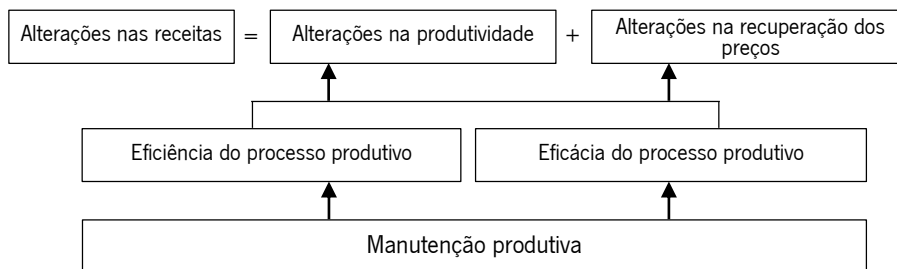 Alterações nas receitas = Alterações na produtividade + Alterações na recuperação dos
preços
Eficiência do processo produtivo Eficácia do processo produtivo
Manutenção produtiva